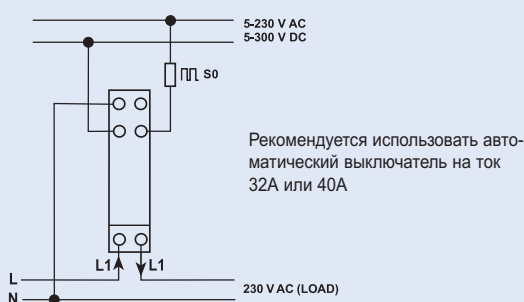 5-230 V AC
5-300 V DC
S0
Рекомендуется использовать авто-
матический выключатель на ток
32А или 40А
L1 L1
L
230 V AC (LOAD)
N